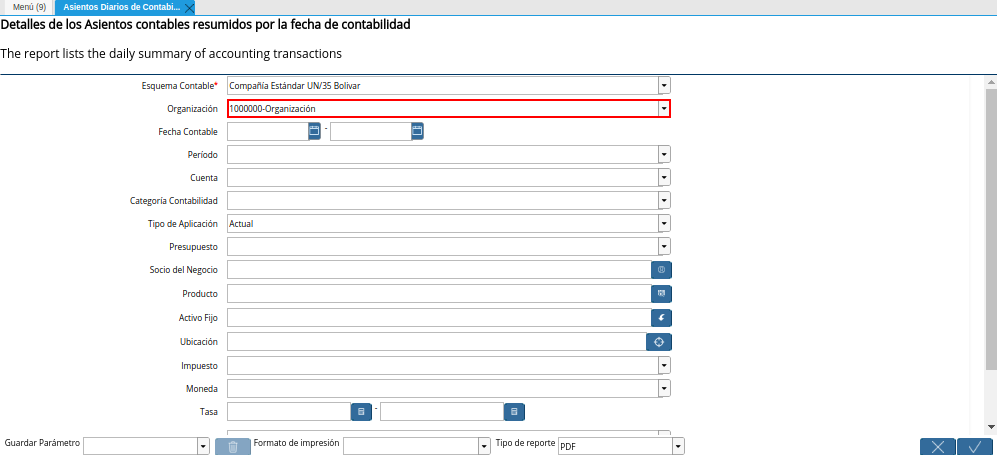 Menú (9) Asientos Diarios de Contabi...
Detalles de los Asientos contables resumidos por la fecha de contabilidad
The report lists the daily summary of accounting transactions
Esquema Contable* Compañía Estándar UN/35 Bolivar
Organización 1000000-Organización
Fecha Contable -
Período
Cuenta
Categoría Contabilidad
Tipo de Aplicación Actual
Presupuesto
Socio del Negocio
Producto
Activo Fijo
Ubicación
Impuesto
Moneda
Tasa -
Guardar Parámetro Formato de impresión Tipo de reporte PDF